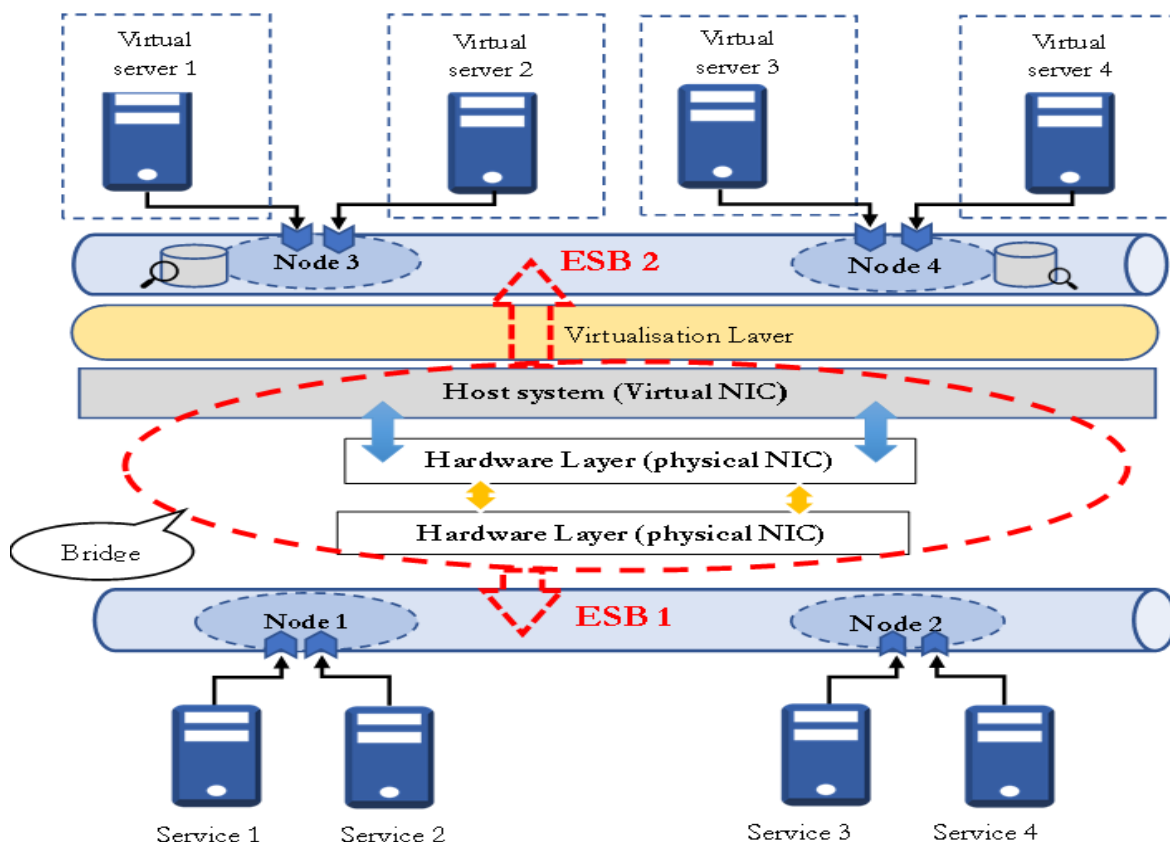 Virtual
server 1
Virtual
server 2
Virtual
server 3
Virtual
server 4
Node 3
ESB 2
Node 4
Virtualisation Laver
Host system (Virtual NIC)
Hardware Layer (physical NIC)
Hardware Layer (physical NIC)
Bridge
Node 1
ESB 1
Node 2
Service 1
Service 2
Service 3
Service 4